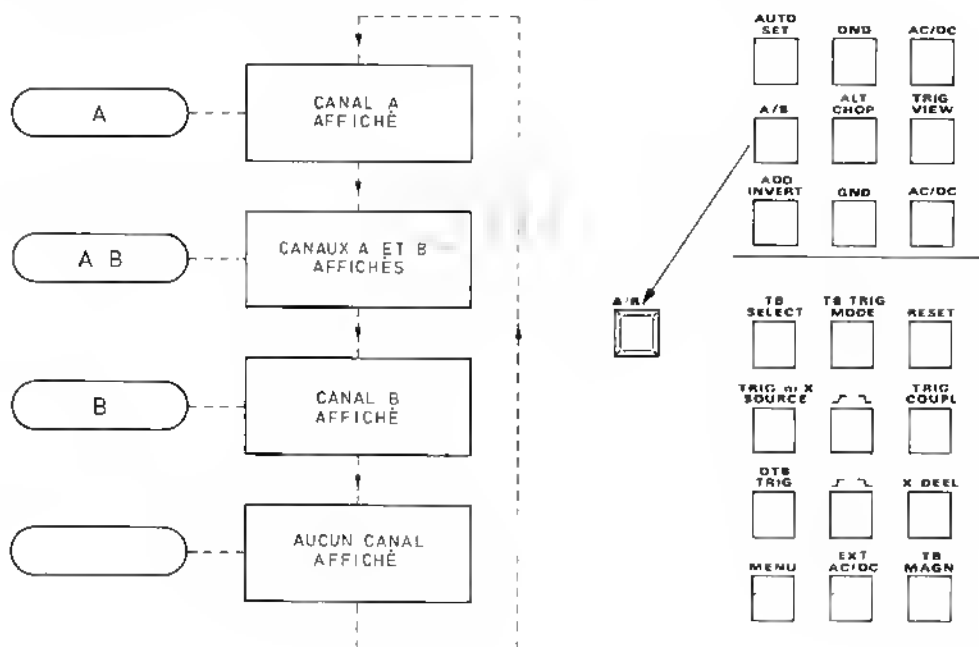 A
CANAL A
AFFICHÉ
A B
CANAUX A ET B
AFFICHÉS
B
CANAL B
AFFICHÉ
AUCUN CANAL
AFFICHÉ
A/B
AUTO
SET
GND
AC/DC
A/B
ALT
CHOP
TRIG
VIEW
ADD
INVERT
GND
AC/DC
TB
SELECT
TB TRIG
MODE
RESET
TRIG or X
SOURCE
TRIG
COUPL
DTB
TRIG
X DEFL
MENU
EXT
AC/DC
TB
MAGN